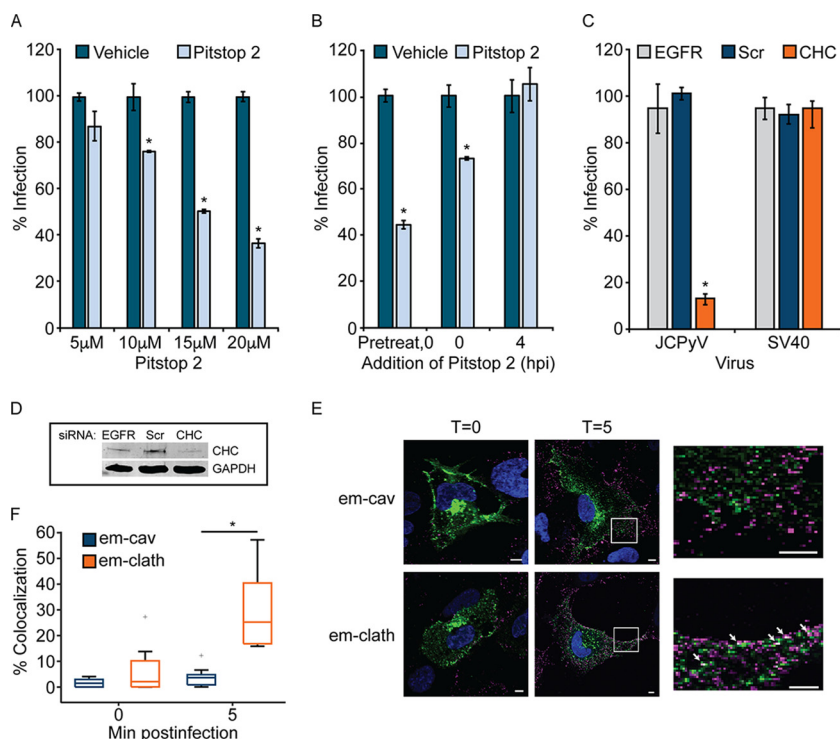 A
Vehicle Pitstop 2
120
100
80
60
40
20
0
% Infection
5µM 10µM 15µM 20µM
Pitstop 2
*
*
*
B
Vehicle Pitstop 2
120
100
80
60
40
20
0
% Infection
Pretreat,0 0 4
Addition of Pitstop 2 (hpi)
*
*
C
EGFR Scr CHC
120
100
80
60
40
20
0
% Infection
JCPyV SV40
Virus
*
D
siRNA: EGFR Scr CHC
CHC
GAPDH
E
T=0 T=5
em-cav
em-clath
F
em-cav
em-clath
60
50
40
30
20
10
0
% Colocalization
0 5
Min postinfection
*